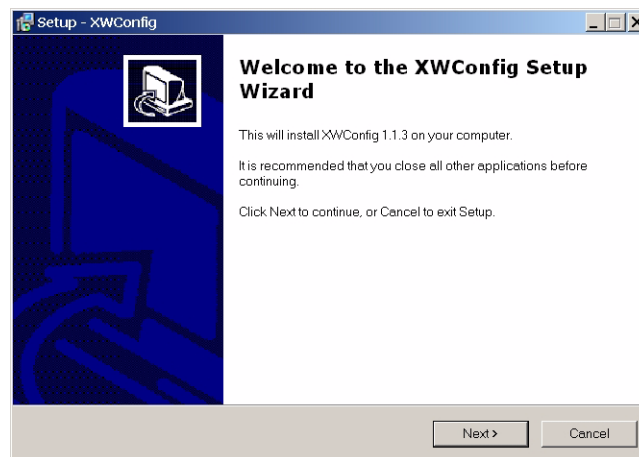 Setup - XWConfig
Welcome to the XWConfig Setup
Wizard
This will install XWConfig 1.1.3 on your computer.
It is recommended that you close all other applications before
continuing.
Click Next to continue, or Cancel to exit Setup.
Next >
Cancel